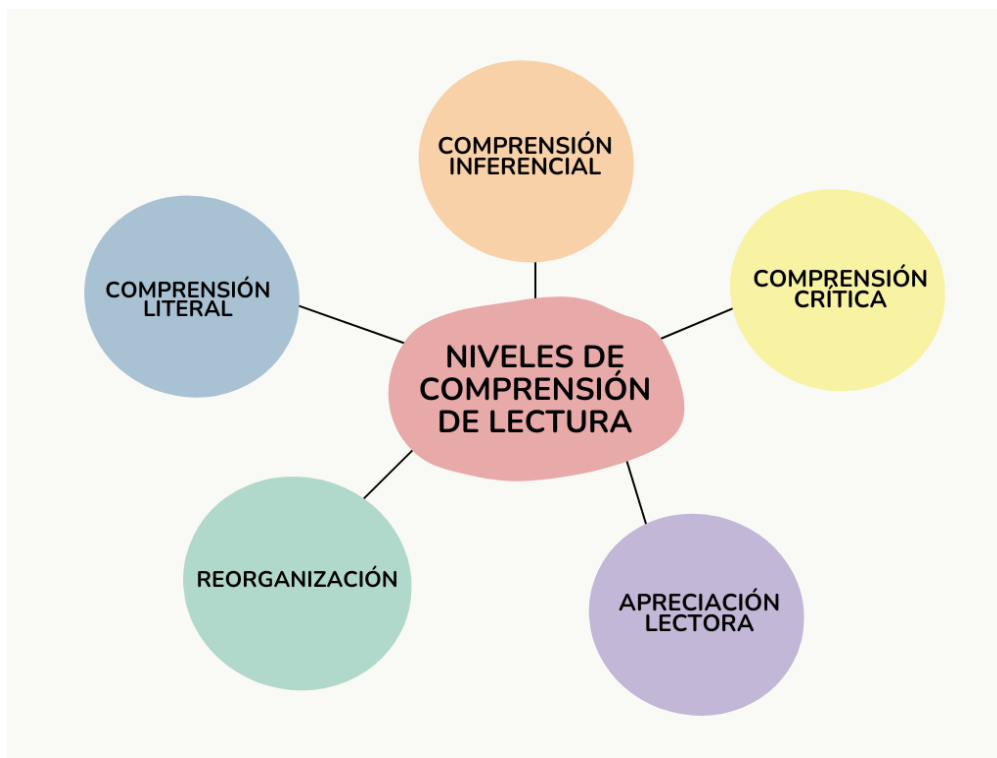 COMPRENSIÓN
INFERENCIAL
COMPRENSIÓN
LITERAL
COMPRENSIÓN
CRÍTICA
NIVELES DE
COMPRENSIÓN
DE LECTURA
REORGANIZACIÓN
APRECIACIÓN
LECTORA